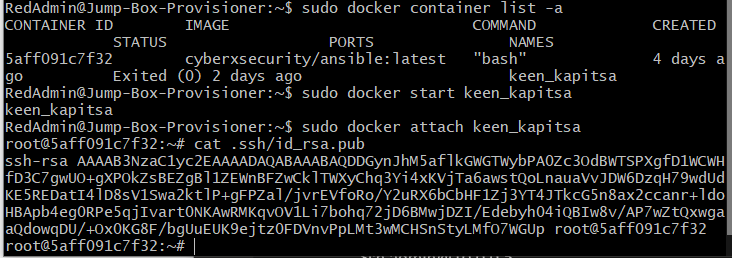 RedAdmin@Jump-Box-Provisioner:~$ sudo docker container list -a
CONTAINER ID        IMAGE                       COMMAND             CREATED
             STATUS                   PORTS               NAMES
5aff091c7f32        cyberxsecurity/ansible:latest   "bash"              4 days a
go           Exited (0) 2 days ago                        keen_kapitsa
RedAdmin@Jump-Box-Provisioner:~$ sudo docker start keen_kapitsa
keen_kapitsa
RedAdmin@Jump-Box-Provisioner:~$ sudo docker attach keen_kapitsa
root@5aff091c7f32:~# cat .ssh/id_rsa.pub
ssh-rsa AAAAB3NzaC1yc2EAAAADAQABAAABAQDDGynJhM5aflkGWGTWybPAOZc3OdBWTSPXgfD1WCWH
fD3C7gwUO+gXPOkZsBEZgBl1ZEWnBFZwCklTWXyChq3Yi4xKVjTa6awstQoLnauaVvJDW6DzqH79wdUd
KE5REDatI4lD8sV1Swa2ktlP+gFPZal/jvrEVfoRo/Y2uRX6bCbHF1Zj3YT4JTkcG5n8ax2ccanr+ldo
HBApb4eg0RPe5qjIvart0NKAwRMKqvOV1Li7bohq72jD6BMwjDZI/Edebyh04iQBIw8v/AP7wZtQxwga
aQdowqDU/+Ox0KG8F/bgUuEUK9ejtz0FDVnvPpLMt3wMCHSnStyLMfO7WGUp root@5aff091c7f32
root@5aff091c7f32:~#